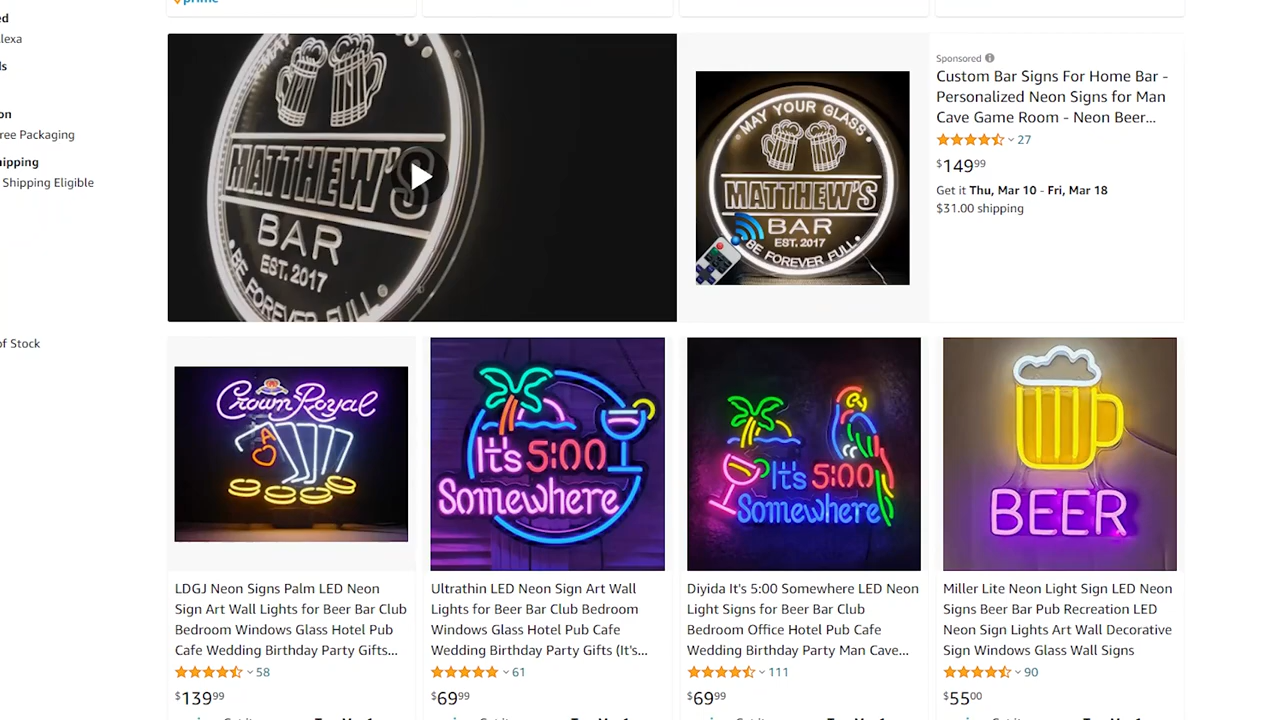 prime
ed
lexa
ls
on
ree Packaging
ipping
Shipping Eligible
of Stock
MAY
S
MATTHEW'S
BAR
EST. 2017
BE FOREVER FULL
MAY YOUR GLASS
MATTHEW'S
BAR
EST. 2017
BE FOREVER FULL
Sponsored
Custom Bar Signs For Home Bar -
Personalized Neon Signs for Man
Cave Game Room - Neon Beer...
27
$149.99
Get it Thu, Mar 10 - Fri, Mar 18
$31.00 shipping
Crown Royal
A
It's 5:00
Somewhere
It's 5:00
Somewhere
BEER
LDGJ Neon Signs Palm LED Neon
Sign Art Wall Lights for Beer Bar Club
Bedroom Windows Glass Hotel Pub
Cafe Wedding Birthday Party Gifts...
58
$139.99
Ultrathin LED Neon Sign Art Wall
Lights for Beer Bar Club Bedroom
Windows Glass Hotel Pub Cafe
Wedding Birthday Party Gifts (It's...
61
$69.99
Diyida It's 5:00 Somewhere LED Neon
Light Signs for Beer Bar Club
Bedroom Office Hotel Pub Cafe
Wedding Birthday Party Man Cave...
111
$69.99
Miller Lite Neon Light Sign LED Neon
Signs Beer Bar Pub Recreation LED
Neon Sign Lights Art Wall Decorative
Sign Windows Glass Wall Signs
90
$55.00